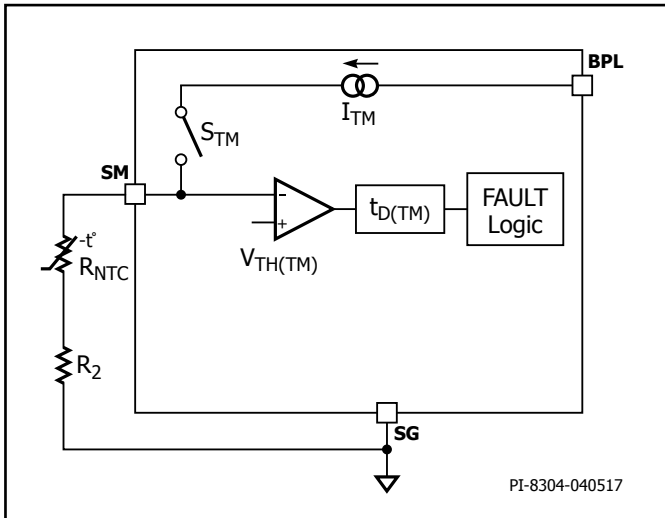 BPL
I_TM
S_TM
SM
-
+
t_D(TM)
FAULT
Logic
V_TH(TM)
-t°
R_NTC
R_2
SG
PI-8304-040517